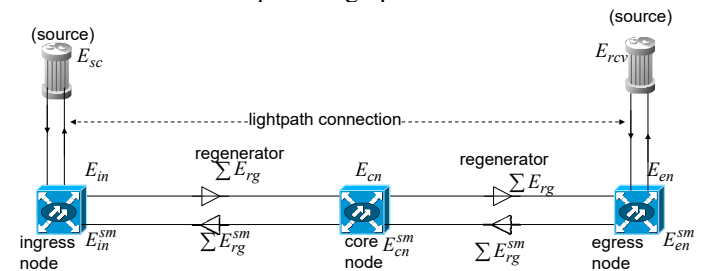 (source)
(source)
E_sc
E_rcv
lightpath connection
regenerator
regenerator
E_in
∑ E_rg
E_cn
∑ E_rg
E_en
ingress
node
E_in^sm
∑ E_rg^sm
core
node
E_cn^sm
∑ E_rg^sm
egress
node
E_en^sm